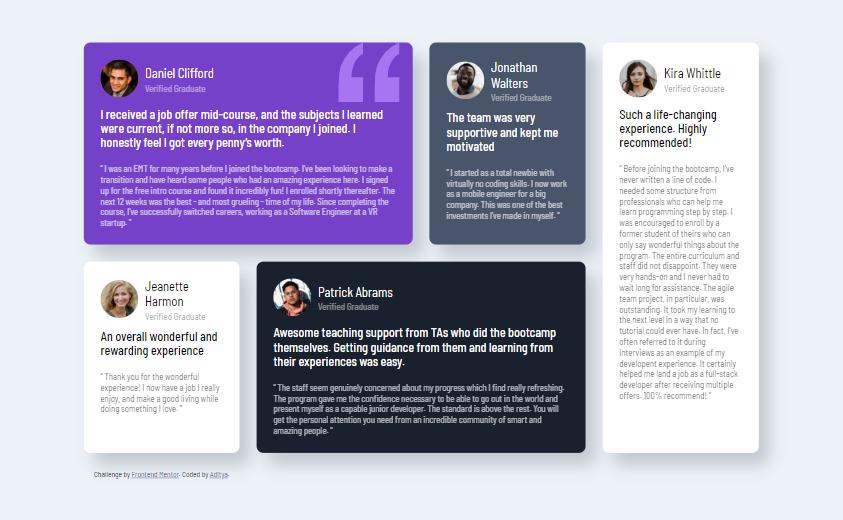 Daniel Clifford
Verified Graduate
I received a job offer mid-course, and the subjects I learned
were current, if not more so, in the company I joined. I
honestly feel I got every penny's worth.
" I was an EMT for many years before I joined the bootcamp. I've been looking to make a
transition and have heard some people who had an amazing experience here. I signed
up for the free intro course and found it incredibly fun! I enrolled shortly thereafter. The
next 12 weeks was the best - and most grueling - time of my life. Since completing the
course, I've successfully switched careers, working as a Software Engineer at a VR
startup. "
Jonathan
Walters
Verified Graduate
The team was very
supportive and kept me
motivated
" I started as a total newbie with
virtually no coding skills. I now work
as a mobile engineer for a big
company. This was one of the best
investments I've made in myself. "
Kira Whittle
Verified Graduate
Such a life-changing
experience. Highly
recommended!
" Before joining the bootcamp, I've
never written a line of code. I
needed some structure from
professionals who can help me
learn programming step by step. I
was encouraged to enroll by a
former student of theirs who can
only say wonderful things about the
program. The entire curriculum and
staff did not disappoint. They were
very hands-on and I never had to
wait long for assistance. The agile
team project, in particular, was
outstanding. It took my learning to
the next level in a way that no
tutorial could ever have. In fact, I've
often referred to it during
interviews as an example of my
developent experience. It certainly
helped me land a job as a full-stack
developer after receiving multiple
offers. 100% recommend! "
Jeanette
Harmon
Verified Graduate
An overall wonderful and
rewarding experience
" Thank you for the wonderful
experience! I now have a job I really
enjoy, and make a good living while
doing something I love. "
Patrick Abrams
Verified Graduate
Awesome teaching support from TAs who did the bootcamp
themselves. Getting guidance from them and learning from
their experiences was easy.
" The staff seem genuinely concerned about my progress which I find really refreshing.
The program gave me the confidence necessary to be able to go out in the world and
present myself as a capable junior developer. The standard is above the rest. You will
get the personal attention you need from an incredible community of smart and
amazing people. "
Challenge by Frontend Mentor. Coded by Aditya.